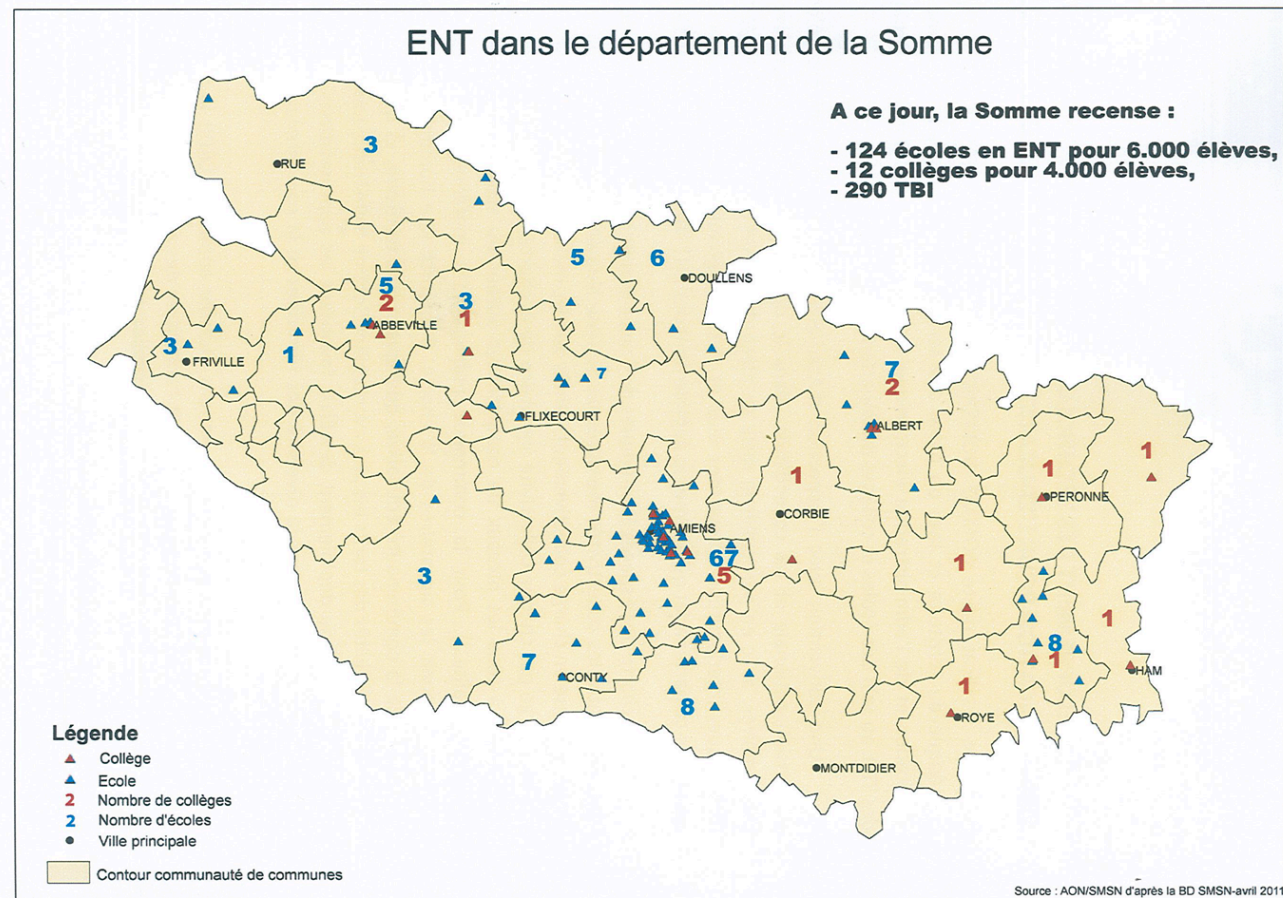 ENT dans le département de la Somme
A ce jour, la Somme recense :
- 124 écoles en ENT pour 6.000 élèves,
- 12 collèges pour 4.000 élèves,
- 290 TBI
3
RUE
5
6
DOULLENS
5
2
ABBEVILLE
3
1
3
FRIVILLE
1
7
FLIXECOURT
7
2
ALBERT
1
CORBIE
1
PERONNE
1
AMIENS
67
5
3
1
1
8
1
HAM
7
CONTY
8
1
ROYE
MONTDIDIER
Légende
Collège
Ecole
2 Nombre de collèges
2 Nombre d'écoles
Ville principale
Contour communauté de communes
Source : AON/SMSN d'après la BD SMSN-avril 2011